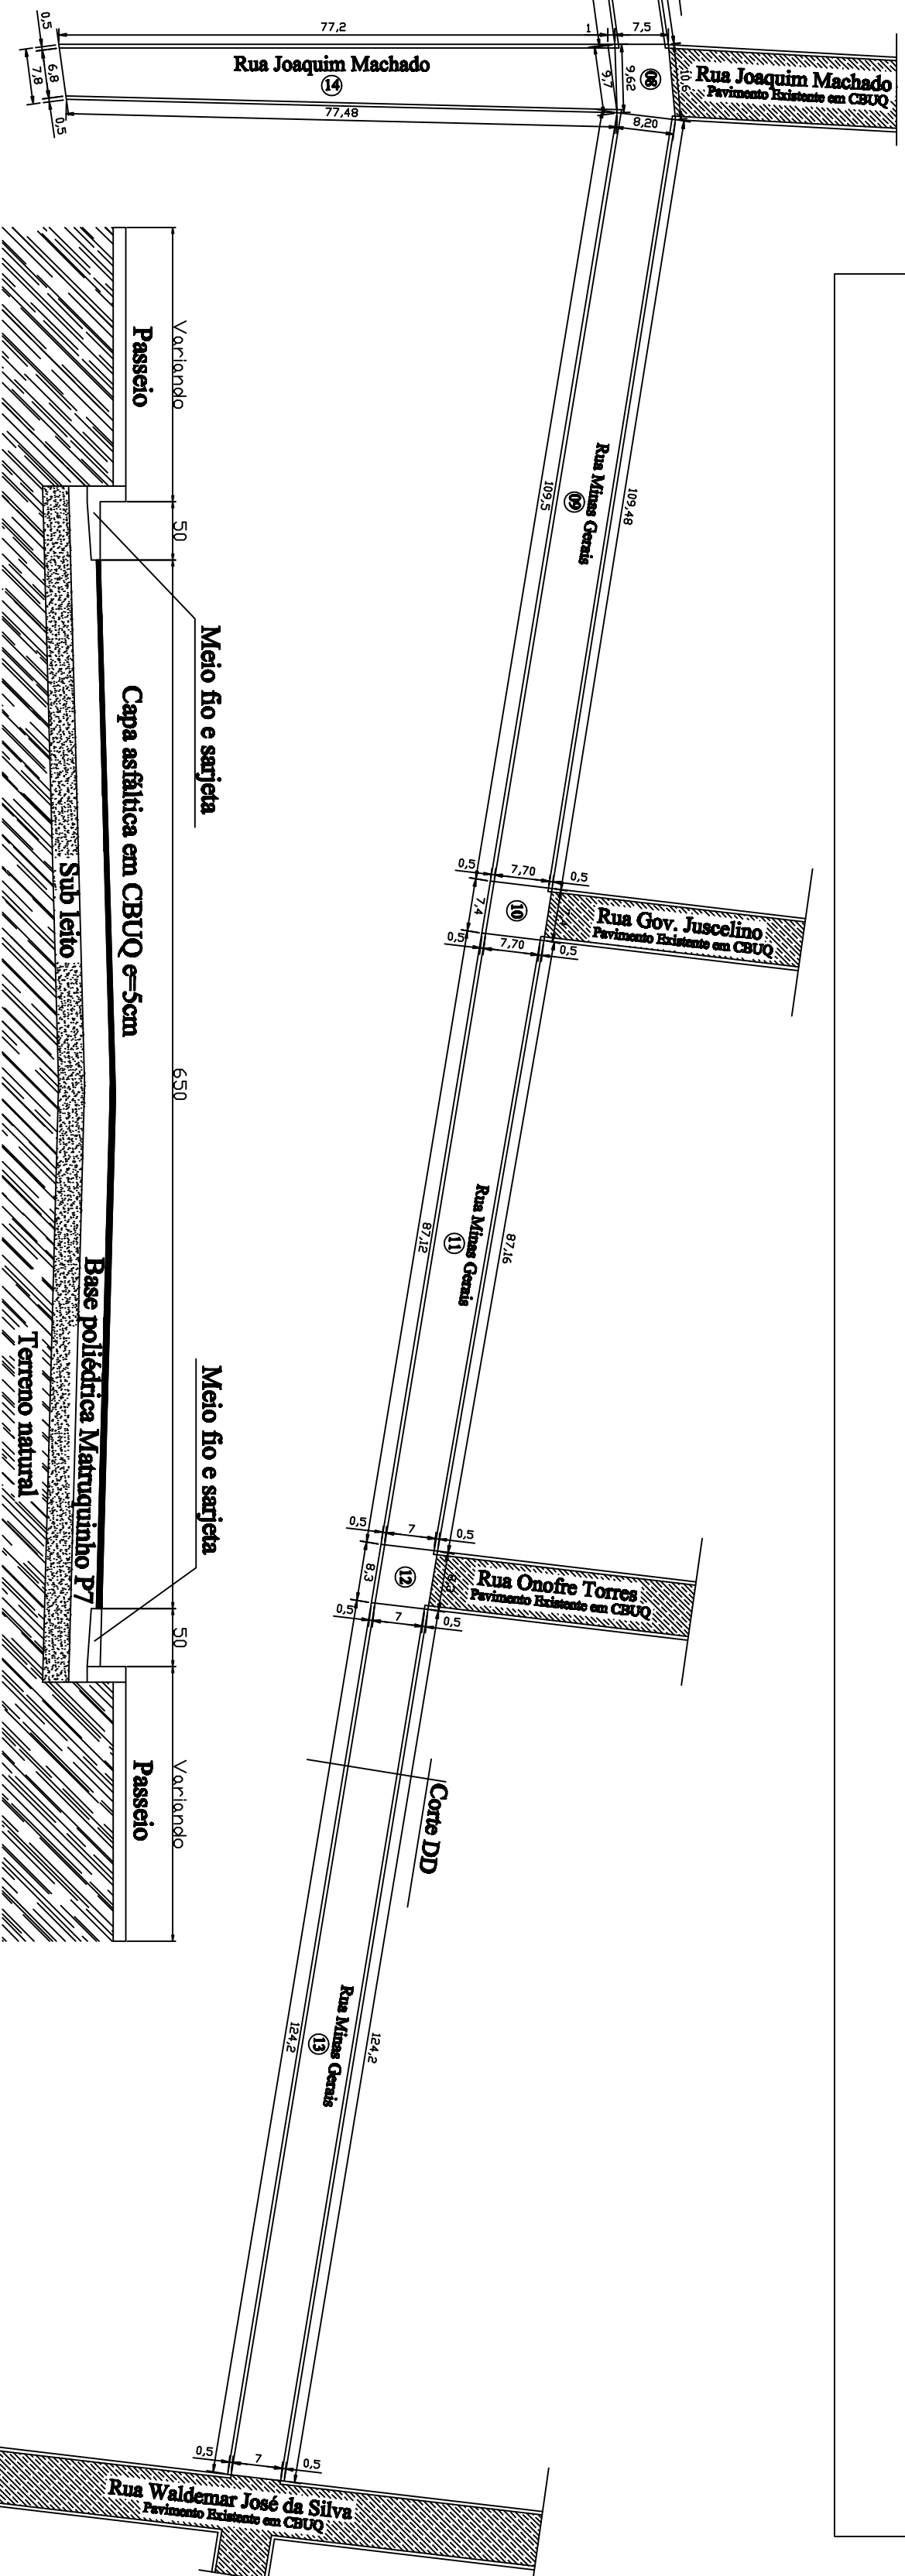 77,2
1
7,5
0,5
6,8
7,8
0,5
Rua Joaquim Machado
14
9,7
9,62
06
10,6
Rua Joaquim Machado
Pavimento Existente em CBUQ
77,48
8,20
Rua Minas Gerais
09
109,48
109,5
0,5
7,70
0,5
7,4
10
Rua Gov. Juscelino
Pavimento Existente em CBUQ
0,5
7,70
0,5
Rua Minas Gerais
11
87,16
87,12
0,5
7
0,5
8,3
12
8,3
Rua Onofre Torres
Pavimento Existente em CBUQ
0,5
7
0,5
Corte DD
Rua Minas Gerais
13
124,2
124,2
0,5
7
0,5
Rua Waldemar José da Silva
Pavimento Existente em CBUQ
Variando
50
650
50
Variando
Passeio
Meio fio e sarjeta
Capa asfáltica em CBUQ e=5cm
Meio fio e sarjeta
Passeio
Base poliédrica Matruquinho P7
Sub leito
Terreno natural